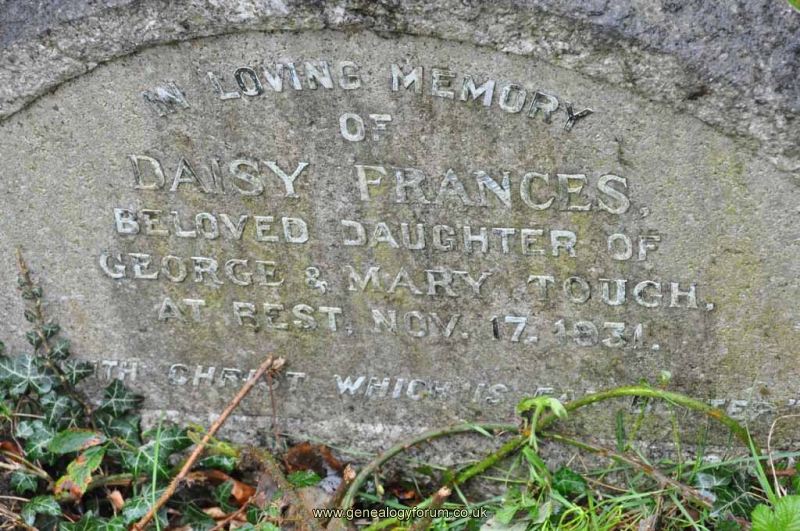 IN LOVING MEMORY
OF
DAISY FRANCES,
BELOVED DAUGHTER OF
GEORGE & MARY TOUGH,
AT REST, NOV. 17. 1931.
CHRIST WHICH IS
www.genealogyforum.co.uk